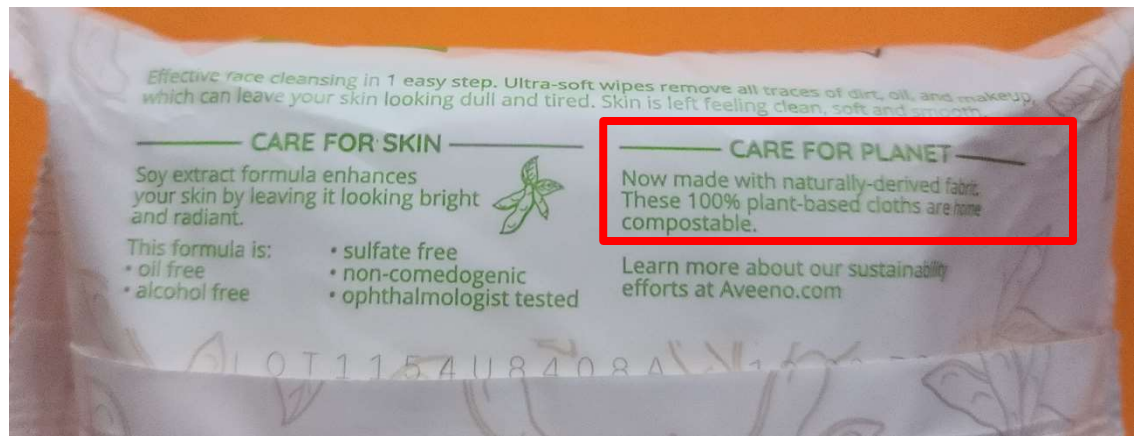 Effective face cleansing in 1 easy step. Ultra-soft wipes remove all traces of dirt, oil, and makeup,
which can leave your skin looking dull and tired. Skin is left feeling clean, soft and smooth.
CARE FOR SKIN
Soy extract formula enhances
your skin by leaving it looking bright
and radiant.
This formula is:
• oil free
• alcohol free
• sulfate free
• non-comedogenic
• ophthalmologist tested
CARE FOR PLANET
Now made with naturally-derived fabric.
These 100% plant-based cloths are home
compostable.
Learn more about our sustainability
efforts at Aveeno.com
LOT1154U8408A